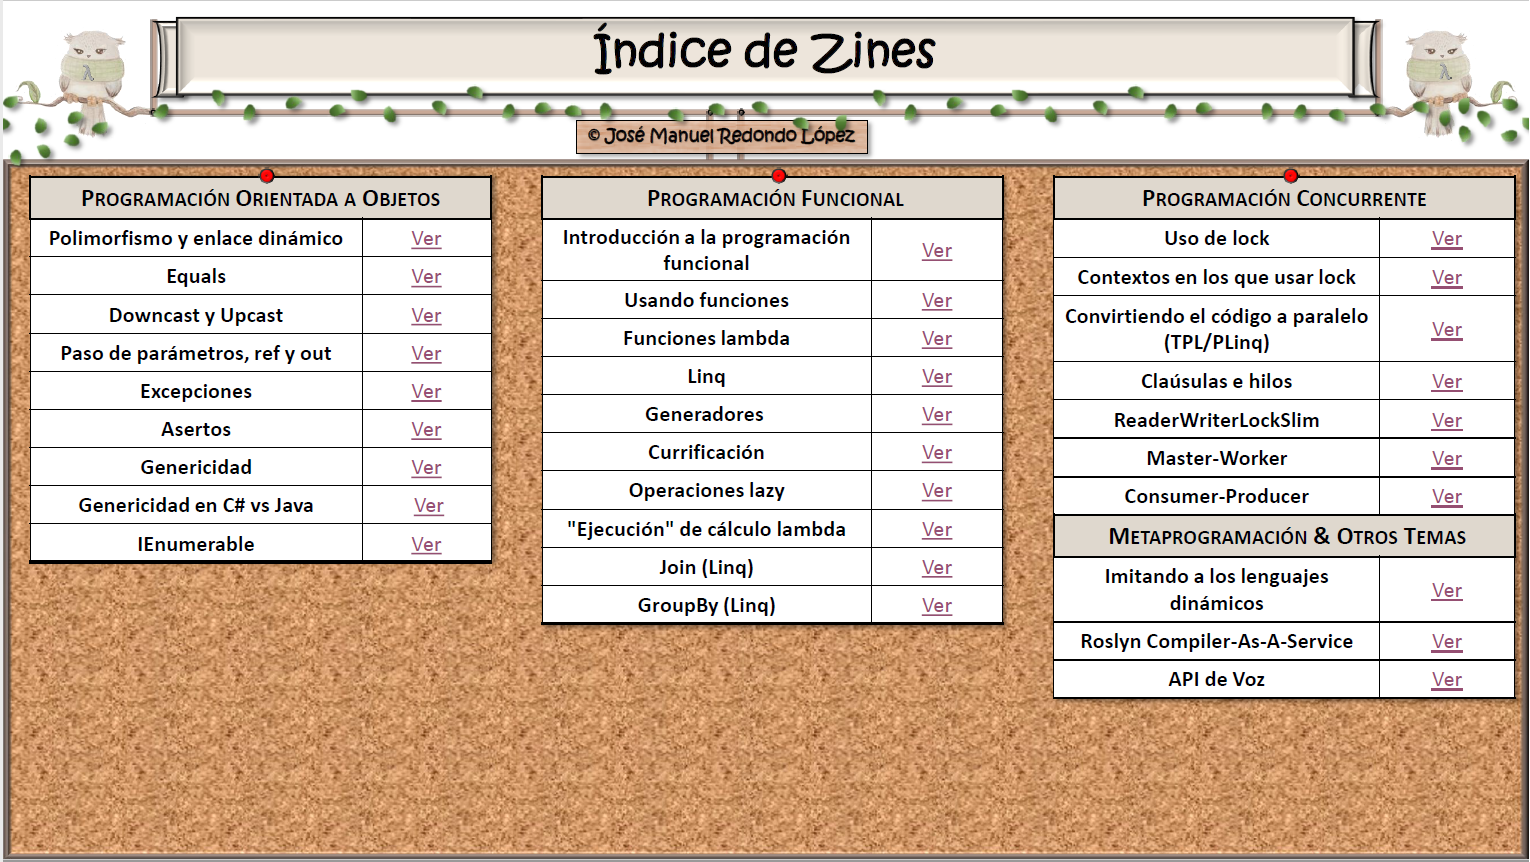 Índice de Zines
© José Manuel Redondo López
PROGRAMACIÓN ORIENTADA A OBJETOS
Polimorfismo y enlace dinámico Ver
Equals Ver
Downcast y Upcast Ver
Paso de parámetros, ref y out Ver
Excepciones Ver
Asertos Ver
Genericidad Ver
Genericidad en C# vs Java Ver
IEnumerable Ver
PROGRAMACIÓN FUNCIONAL
Introducción a la programación
funcional Ver
Usando funciones Ver
Funciones lambda Ver
Linq Ver
Generadores Ver
Currificación Ver
Operaciones lazy Ver
"Ejecución" de cálculo lambda Ver
Join (Linq) Ver
GroupBy (Linq) Ver
PROGRAMACIÓN CONCURRENTE
Uso de lock Ver
Contextos en los que usar lock Ver
Convirtiendo el código a paralelo
(TPL/PLinq) Ver
Claúsulas e hilos Ver
ReaderWriterLockSlim Ver
Master-Worker Ver
Consumer-Producer Ver
METAPROGRAMACIÓN & OTROS TEMAS
Imitando a los lenguajes
dinámicos Ver
Roslyn Compiler-As-A-Service Ver
API de Voz Ver